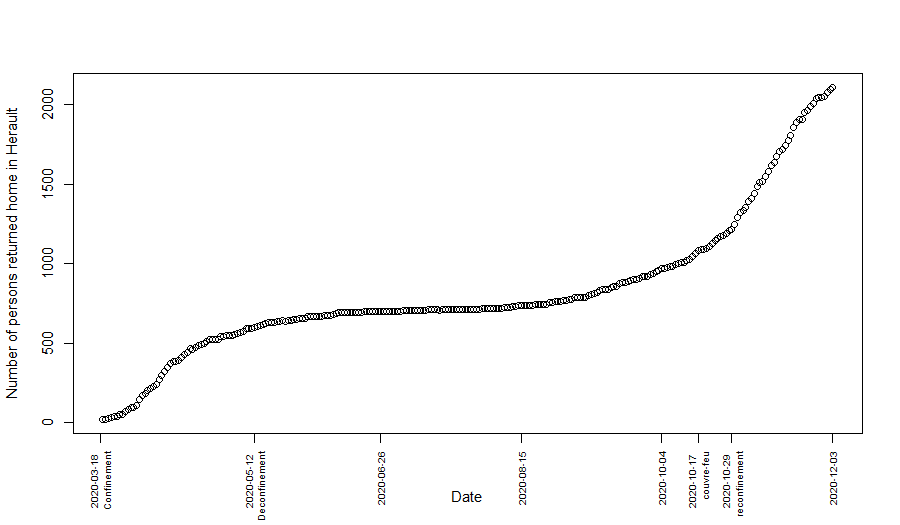 Number of persons returned home in Herault
2000
1500
1000
500
0
2020-03-18
Confinement
2020-05-12
Deconfinement
2020-06-26
2020-08-15
2020-10-04
2020-10-17
couvre-feu
2020-10-29
reconfinement
2020-12-03
Date